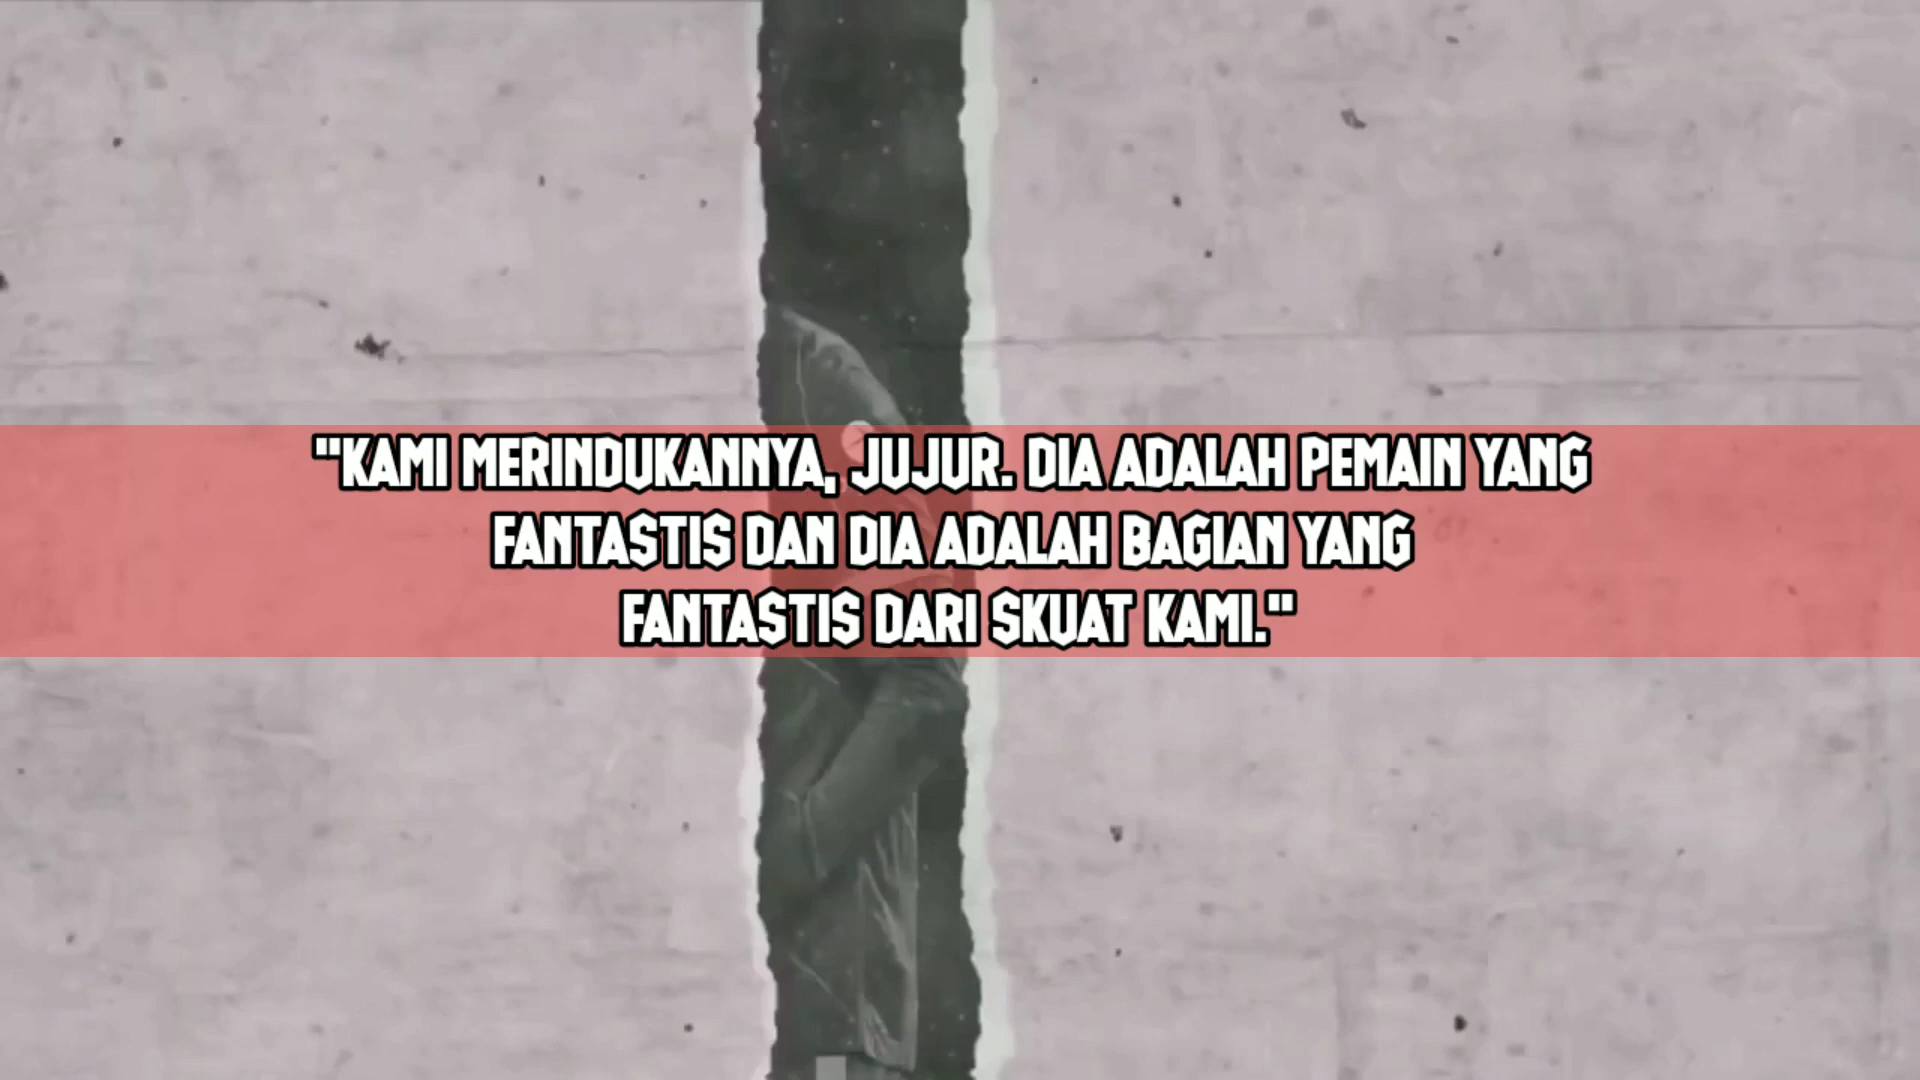 "KAMI MERINDUKANNYA, JUJUR. DIA ADALAH PEMAIN YANG
FANTASTIS DAN DIA ADALAH BAGIAN YANG
FANTASTIS DARI SKUAT KAMI."